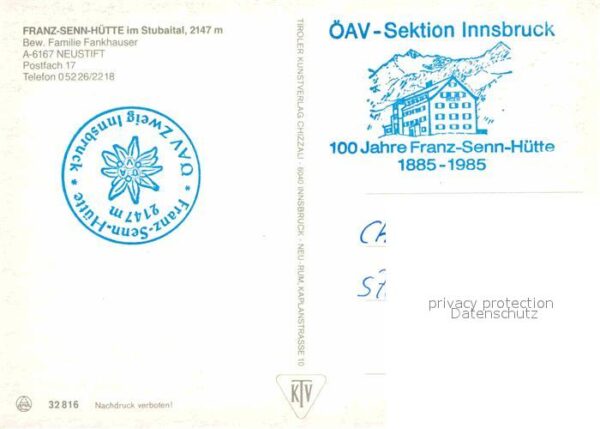 FRANZ-SENN-HÜTTE im Stubaital, 2147 m
Bew. Familie Fankhauser
A-6167 NEUSTIFT
Postfach 17
Telefon 05226/2218
ÖAV Zweig Innsbruck * Franz-Senn-Hütte *
2147 m
ÖAV
32816 Nachdruck verboten!
TIROLER KUNSTVERLAG CHIZZALI · 6040 INNSBRUCK · NEU-RUM, KAPLANSTRASSE 10
KTV
ÖAV-Sektion Innsbruck
100 Jahre Franz-Senn-Hütte
1885-1985
privacy protection
Datenschutz